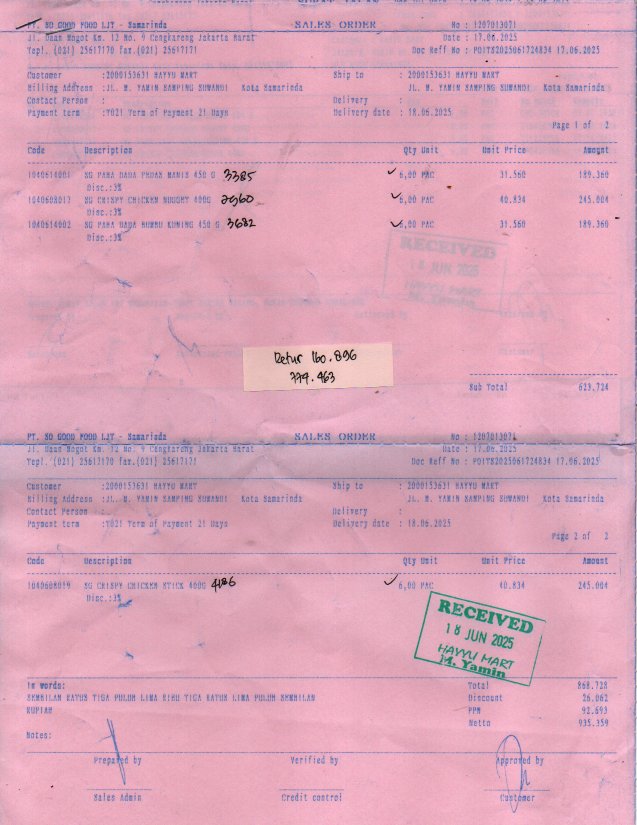 PT. SO GOOD FOOD LJT - Samarinda SALES ORDER No : 1207013071
Jl. Daan Mogot Km. 12 No. 9 Cengkareng Jakarta Barat Date : 17.06.2025
Telp. (021) 25617170 fax.(021) 25617171 Doc Reff No : POITS2025061724834 17.06.2025
Customer :2000153631 HAYYU MART Ship to : 2000153631 HAYYU MART
Billing Address :JL. M. YAMIN SAMPING SUWANDI Kota Samarinda JL. M. YAMIN SAMPING SUWANDI Kota Samarinda
Contact Person : Delivery :
Payment term :T021 Term of Payment 21 Days Delivery date : 18.06.2025
Page 1 of 2
Code Description Qty Unit Unit Price Amount
1040614001 SG PAHA DADA PEDAS MANIS 450 G 3385 6,00 PAC 31.560 189.360
Disc.:3%
1040608017 SG CRISPY CHICKEN NUGGET 400G 2960 6,00 PAC 40.834 245.004
Disc.:3%
1040614002 SG PAHA DADA BUMBU KUNING 450 G 3682 6,00 PAC 31.560 189.360
Disc.:3%
RECEIVED
18 JUN 2025
HAYYU MART
M. Yamin
Retur 160.896
779.463
Sub Total 623.724
PT. SO GOOD FOOD LJT - Samarinda SALES ORDER No : 1207013071
Jl. Daan Mogot Km. 12 No. 9 Cengkareng Jakarta Barat Date : 17.06.2025
Telp. (021) 25617170 fax.(021) 25617171 Doc Reff No : POITS2025061724834 17.06.2025
Customer :2000153631 HAYYU MART Ship to : 2000153631 HAYYU MART
Billing Address :JL. M. YAMIN SAMPING SUWANDI Kota Samarinda JL. M. YAMIN SAMPING SUWANDI Kota Samarinda
Contact Person : Delivery :
Payment term :T021 Term of Payment 21 Days Delivery date : 18.06.2025
Page 2 of 2
Code Description Qty Unit Unit Price Amount
1040608019 SG CRISPY CHICKEN STICK 400G 4186 6,00 PAC 40.834 245.004
Disc.:3%
RECEIVED
18 JUN 2025
HAYYU MART
M. Yamin
In words: Total 868.728
SEMBILAN RATUS TIGA PULUH LIMA RIBU TIGA RATUS LIMA PULUH SEMBILAN Discount 26.062
RUPIAH PPN 92.693
Netto 935.359
Notes:
Prepared by Verified by Approved by
Sales Admin Credit control Customer